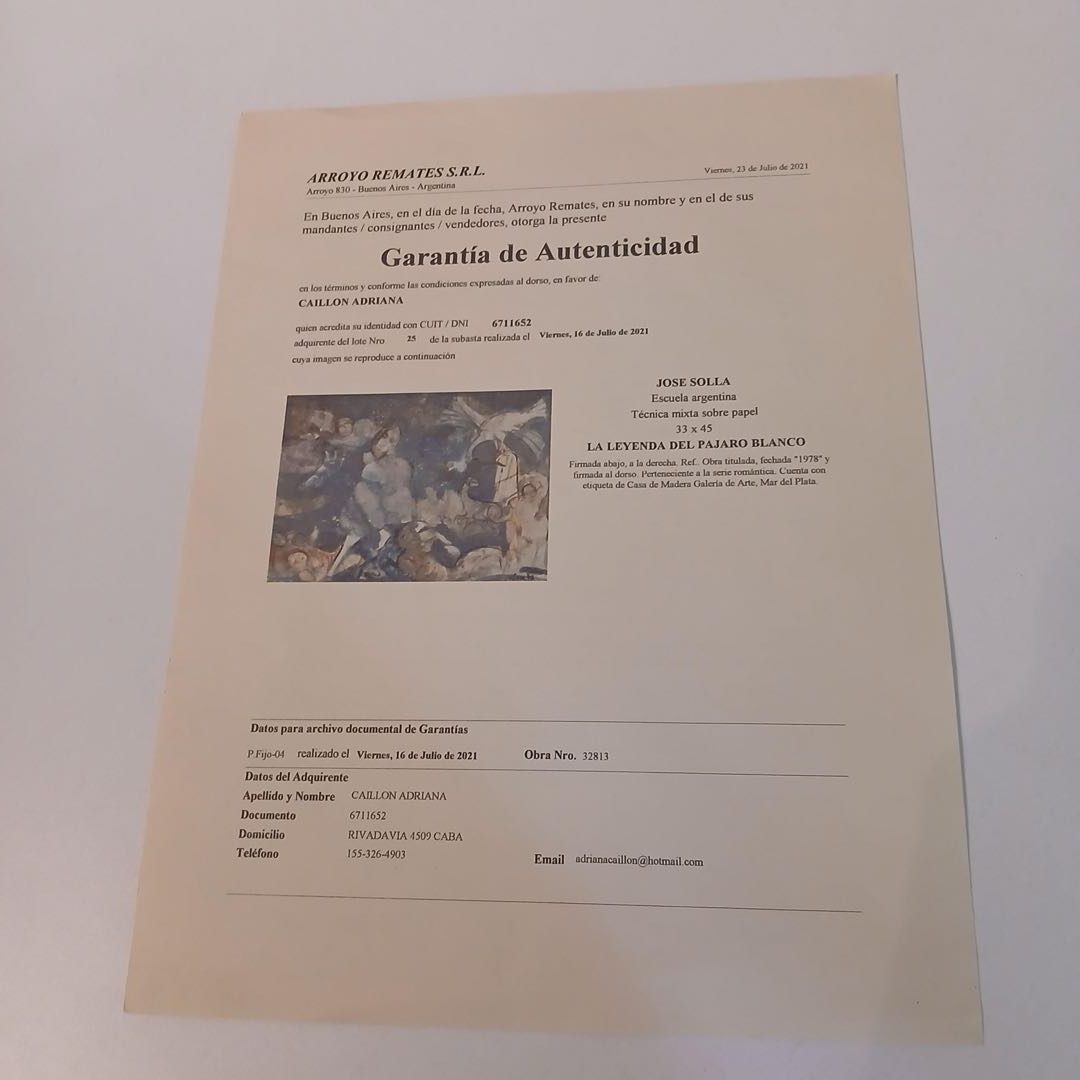 ARROYO REMATES S.R.L.
Arroyo 830 - Buenos Aires - Argentina
Viernes, 23 de Julio de 2021
En Buenos Aires, en el día de la fecha, Arroyo Remates, en su nombre y en el de sus
mandantes / consignantes / vendedores, otorga la presente
Garantía de Autenticidad
en los términos y conforme las condiciones expresadas al dorso, en favor de:
CAILLON ADRIANA
quien acredita su identidad con CUIT / DNI 6711652
adquirente del lote Nro 25 de la subasta realizada el Viernes, 16 de Julio de 2021
cuya imagen se reproduce a continuación
JOSE SOLLA
Escuela argentina
Técnica mixta sobre papel
33 x 45
LA LEYENDA DEL PAJARO BLANCO
Firmada abajo, a la derecha. Ref.. Obra titulada, fechada "1978" y
firmada al dorso. Perteneciente a la serie romántica. Cuenta con
etiqueta de Casa de Madera Galería de Arte, Mar del Plata.
Datos para archivo documental de Garantías
P.Fijo-04 realizado el Viernes, 16 de Julio de 2021 Obra Nro. 32813
Datos del Adquirente
Apellido y Nombre CAILLON ADRIANA
Documento 6711652
Domicilio RIVADAVIA 4509 CABA
Teléfono 155-326-4903 Email adrianacaillon@hotmail.com